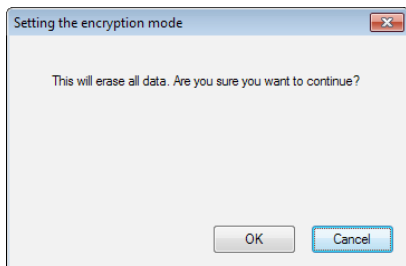 Setting the encryption mode
This will erase all data. Are you sure you want to continue?
OK
Cancel